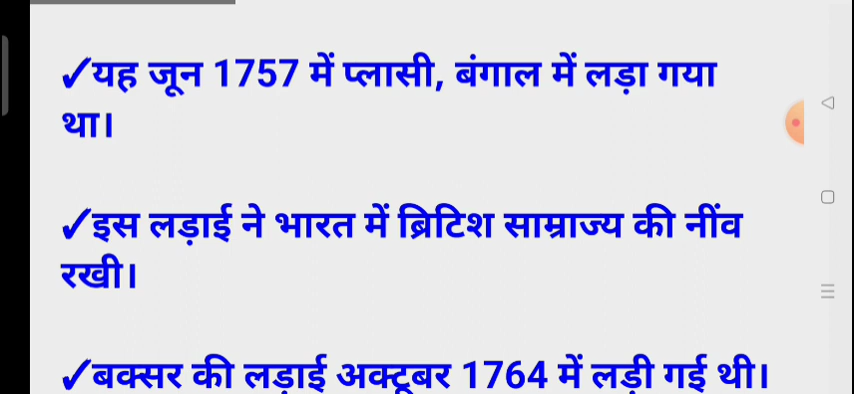 ✓यह जून 1757 में प्लासी, बंगाल में लड़ा गया
था।
✓इस लड़ाई ने भारत में ब्रिटिश साम्राज्य की नींव
रखी।
✓बक्सर की लड़ाई अक्टूबर 1764 में लड़ी गई थी।